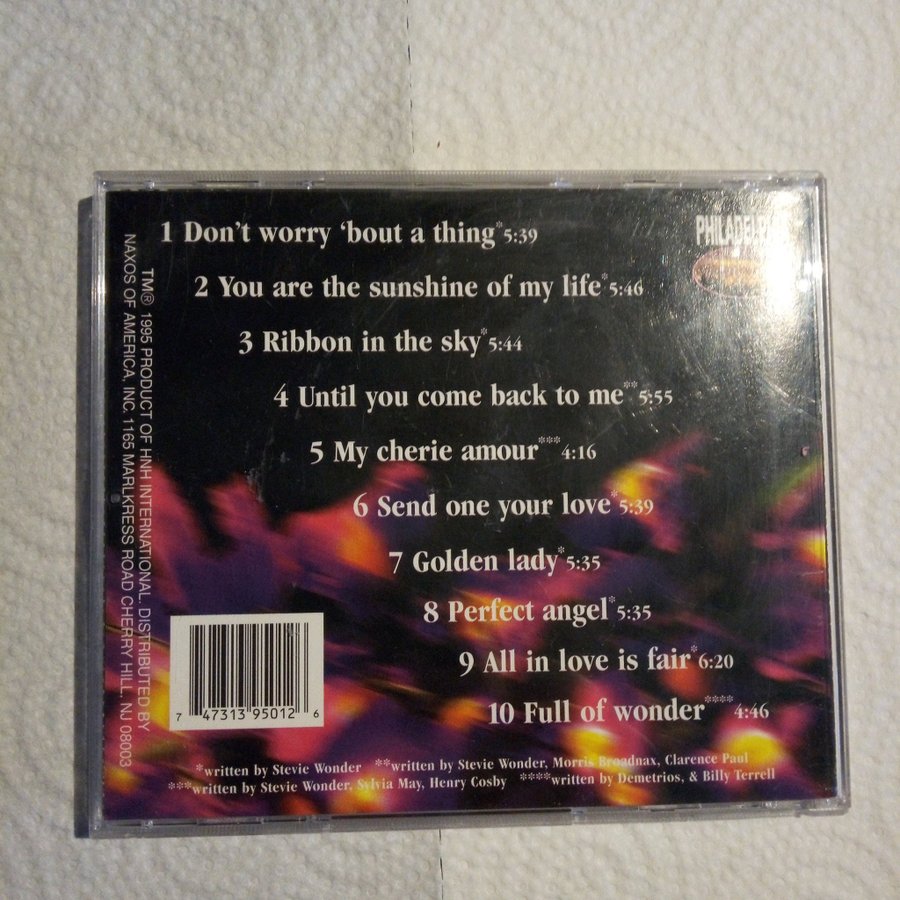 1 Don't worry 'bout a thing*5:39
2 You are the sunshine of my life*5:46
3 Ribbon in the sky*5:44
4 Until you come back to me**5:55
5 My cherie amour***4:16
6 Send one your love*5:39
7 Golden lady*5:35
8 Perfect angel*5:35
9 All in love is fair*6:20
10 Full of wonder****4:46
*written by Stevie Wonder **written by Stevie Wonder, Morris Broadnax, Clarence Paul
***written by Stevie Wonder, Sylvia May, Henry Cosby ****written by Demetrios, & Billy Terrell
TM® 1995 PRODUCT OF HNH INTERNATIONAL, DISTRIBUTED BY
NAXOS OF AMERICA, INC. 1165 MARLKRESS ROAD CHERRY HILL, NJ 08003
7 47313 95012 6